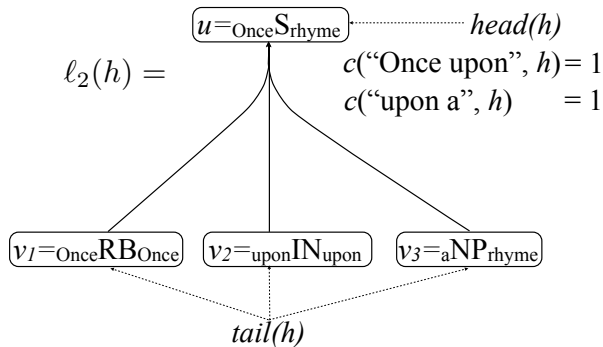 u=OnceSrhyme
head(h)
ℓ2(h) =
c(“Once upon”, h) = 1
c(“upon a”, h) = 1
v1=OnceRBOnce
v2=uponINupon
v3=aNPrhyme
tail(h)